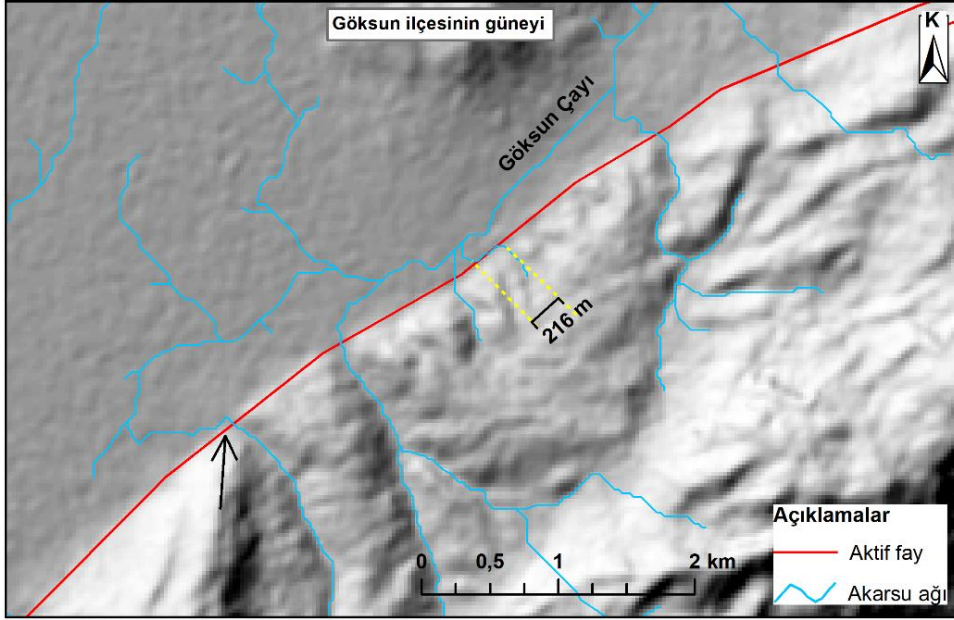 Göksun ilçesinin güneyi
K
Göksun Çayı
216 m
Açıklamalar
Aktif fay
Akarsu ağı
0 0,5 1 2 km